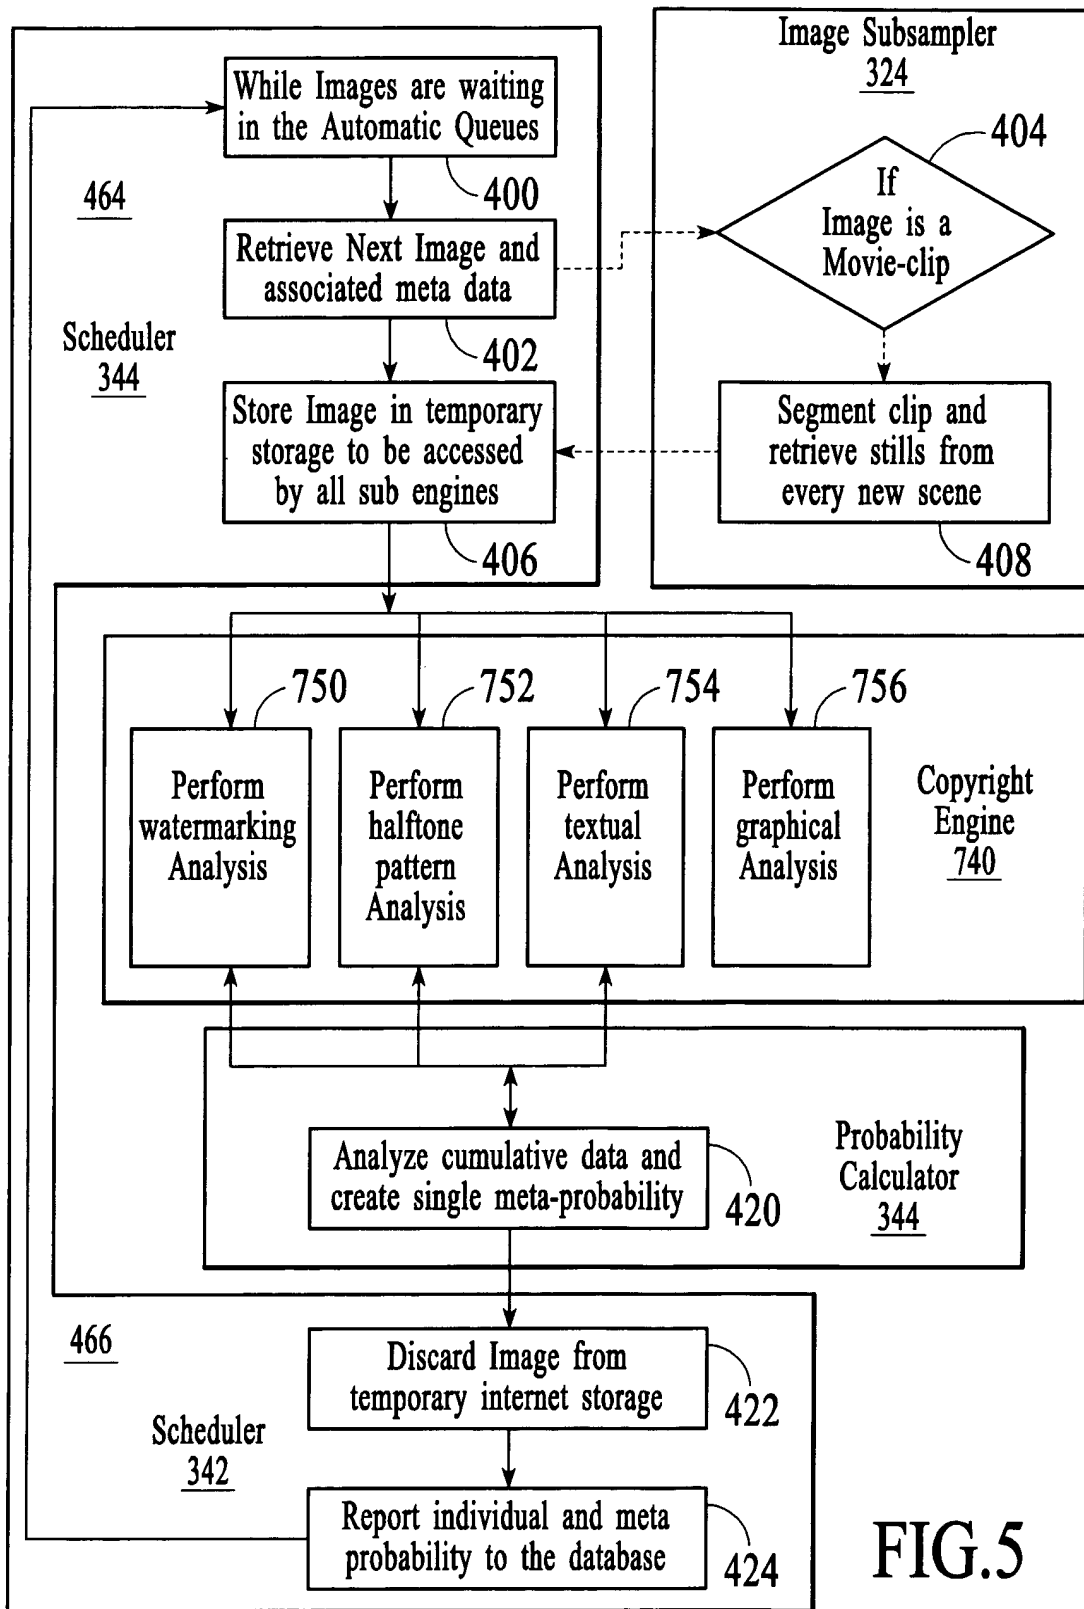 Image Subsampler
324
While Images are waiting
in the Automatic Queues
400
404
If
Image is a
Movie-clip
464
Retrieve Next Image and
associated meta data
402
Scheduler
344
Store Image in temporary
storage to be accessed
by all sub engines
406
Segment clip and
retrieve stills from
every new scene
408
750
752
754
756
Perform
watermarking
Analysis
Perform
halftone
pattern
Analysis
Perform
textual
Analysis
Perform
graphical
Analysis
Copyright
Engine
740
Analyze cumulative data and
create single meta-probability
420
Probability
Calculator
344
466
Discard Image from
temporary internet storage
422
Scheduler
342
Report individual and meta
probability to the database
424
FIG.5